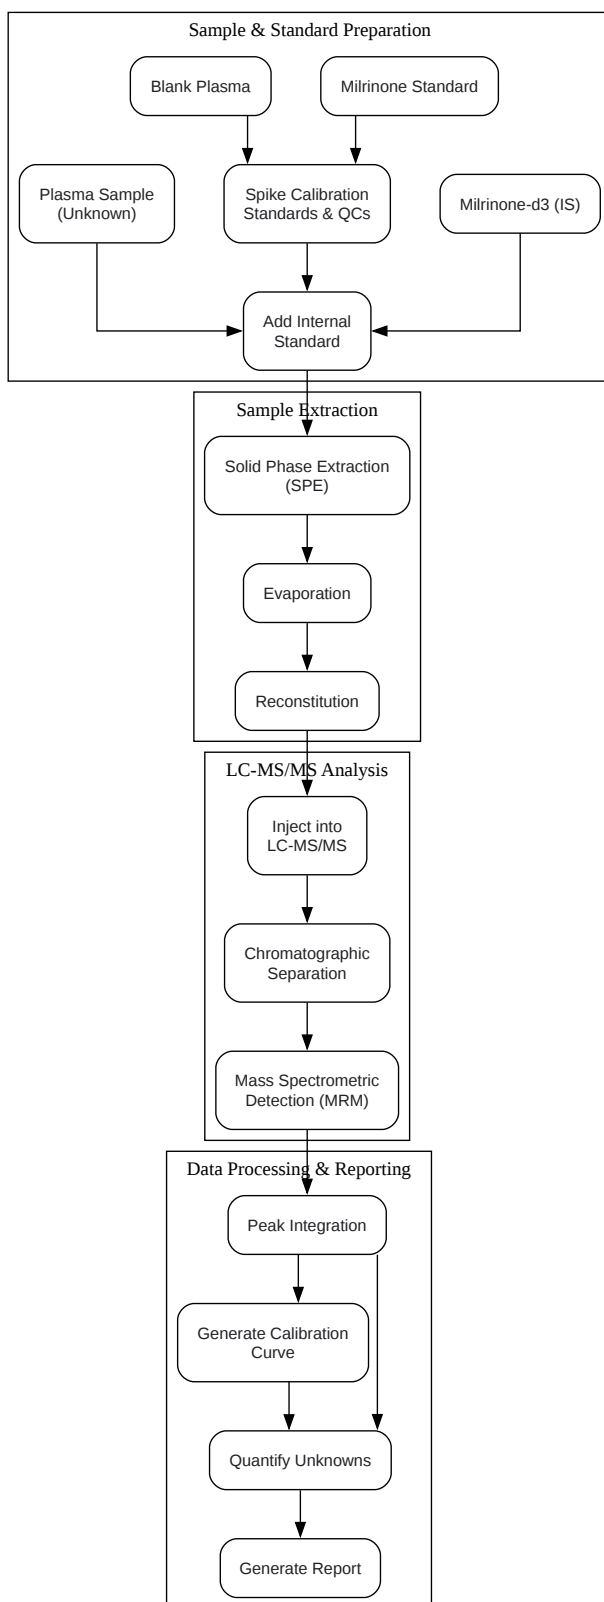 Sample & Standard Preparation
Blank Plasma
Milrinone Standard
Plasma Sample
(Unknown)
Spike Calibration
Standards & QCs
Milrinone-d3 (IS)
Add Internal
Standard
Sample Extraction
Solid Phase Extraction
(SPE)
Evaporation
Reconstitution
LC-MS/MS Analysis
Inject into
LC-MS/MS
Chromatographic
Separation
Mass Spectrometric
Detection (MRM)
Data Processing & Reporting
Peak Integration
Generate Calibration
Curve
Quantify Unknowns
Generate Report